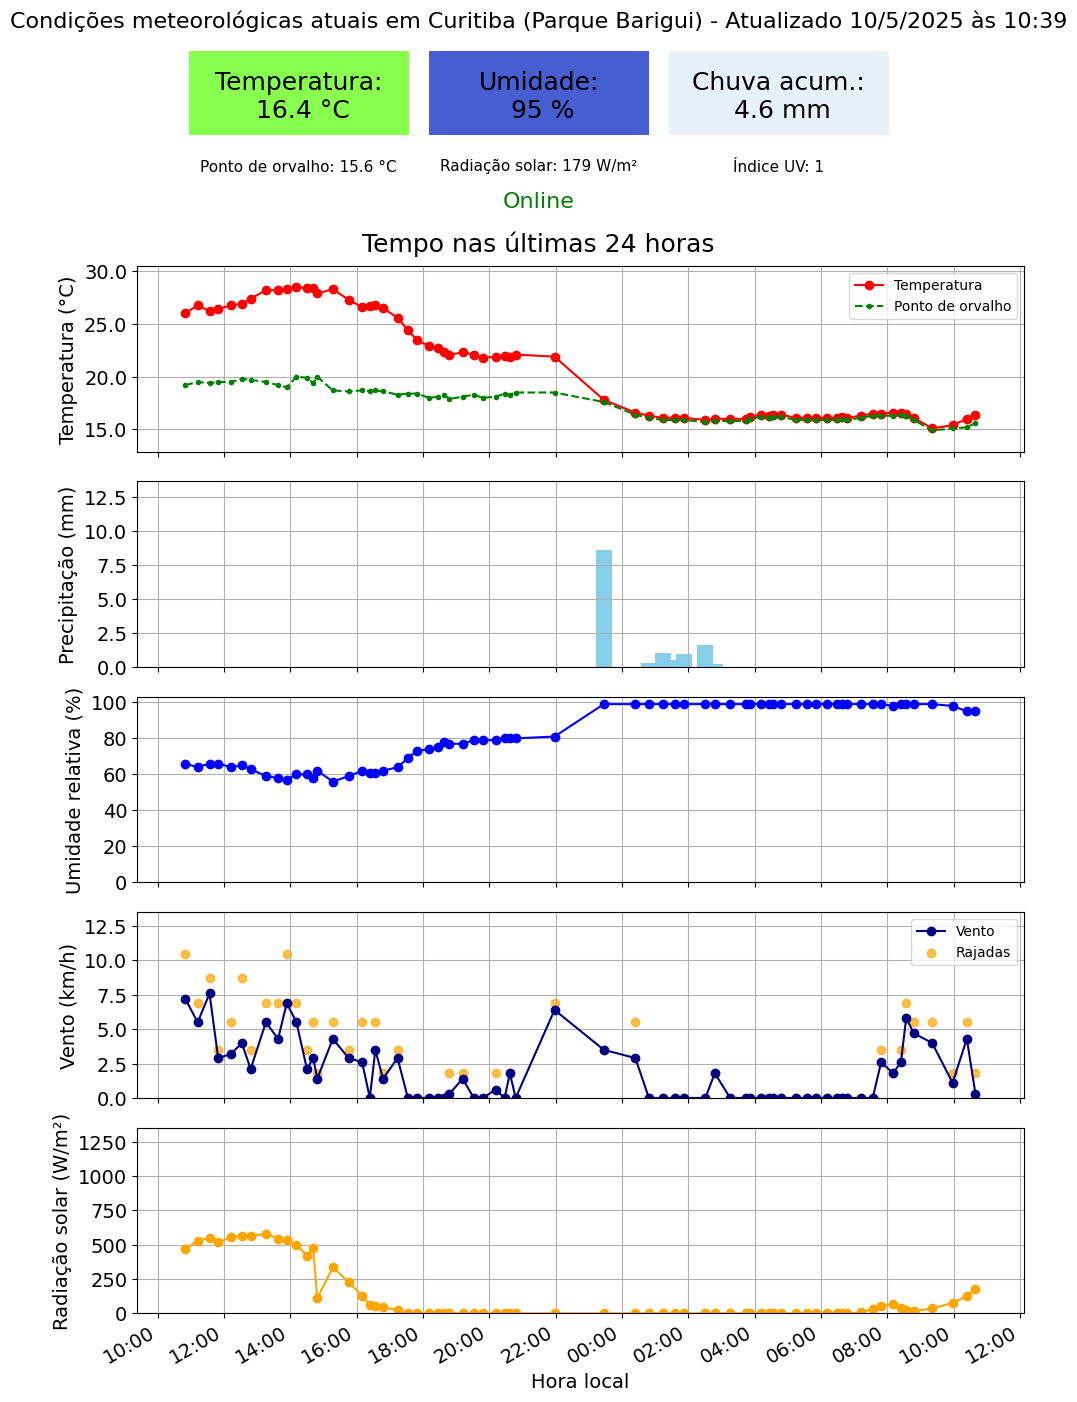 Condições meteorológicas atuais em Curitiba (Parque Barigui) - Atualizado 10/5/2025 às 10:39
Temperatura:
16.4 °C
Umidade:
95 %
Chuva acum.:
4.6 mm
Ponto de orvalho: 15.6 °C
Radiação solar: 179 W/m²
Índice UV: 1
Online
Tempo nas últimas 24 horas
Temperatura (°C)
30.0
25.0
20.0
15.0
Temperatura
Ponto de orvalho
Precipitação (mm)
12.5
10.0
7.5
5.0
2.5
0.0
Umidade relativa (%)
100
80
60
40
20
0
Vento (km/h)
12.5
10.0
7.5
5.0
2.5
0.0
Vento
Rajadas
Radiação solar (W/m²)
1250
1000
750
500
250
0
10:00
12:00
14:00
16:00
18:00
20:00
22:00
00:00
02:00
04:00
06:00
08:00
10:00
12:00
Hora local